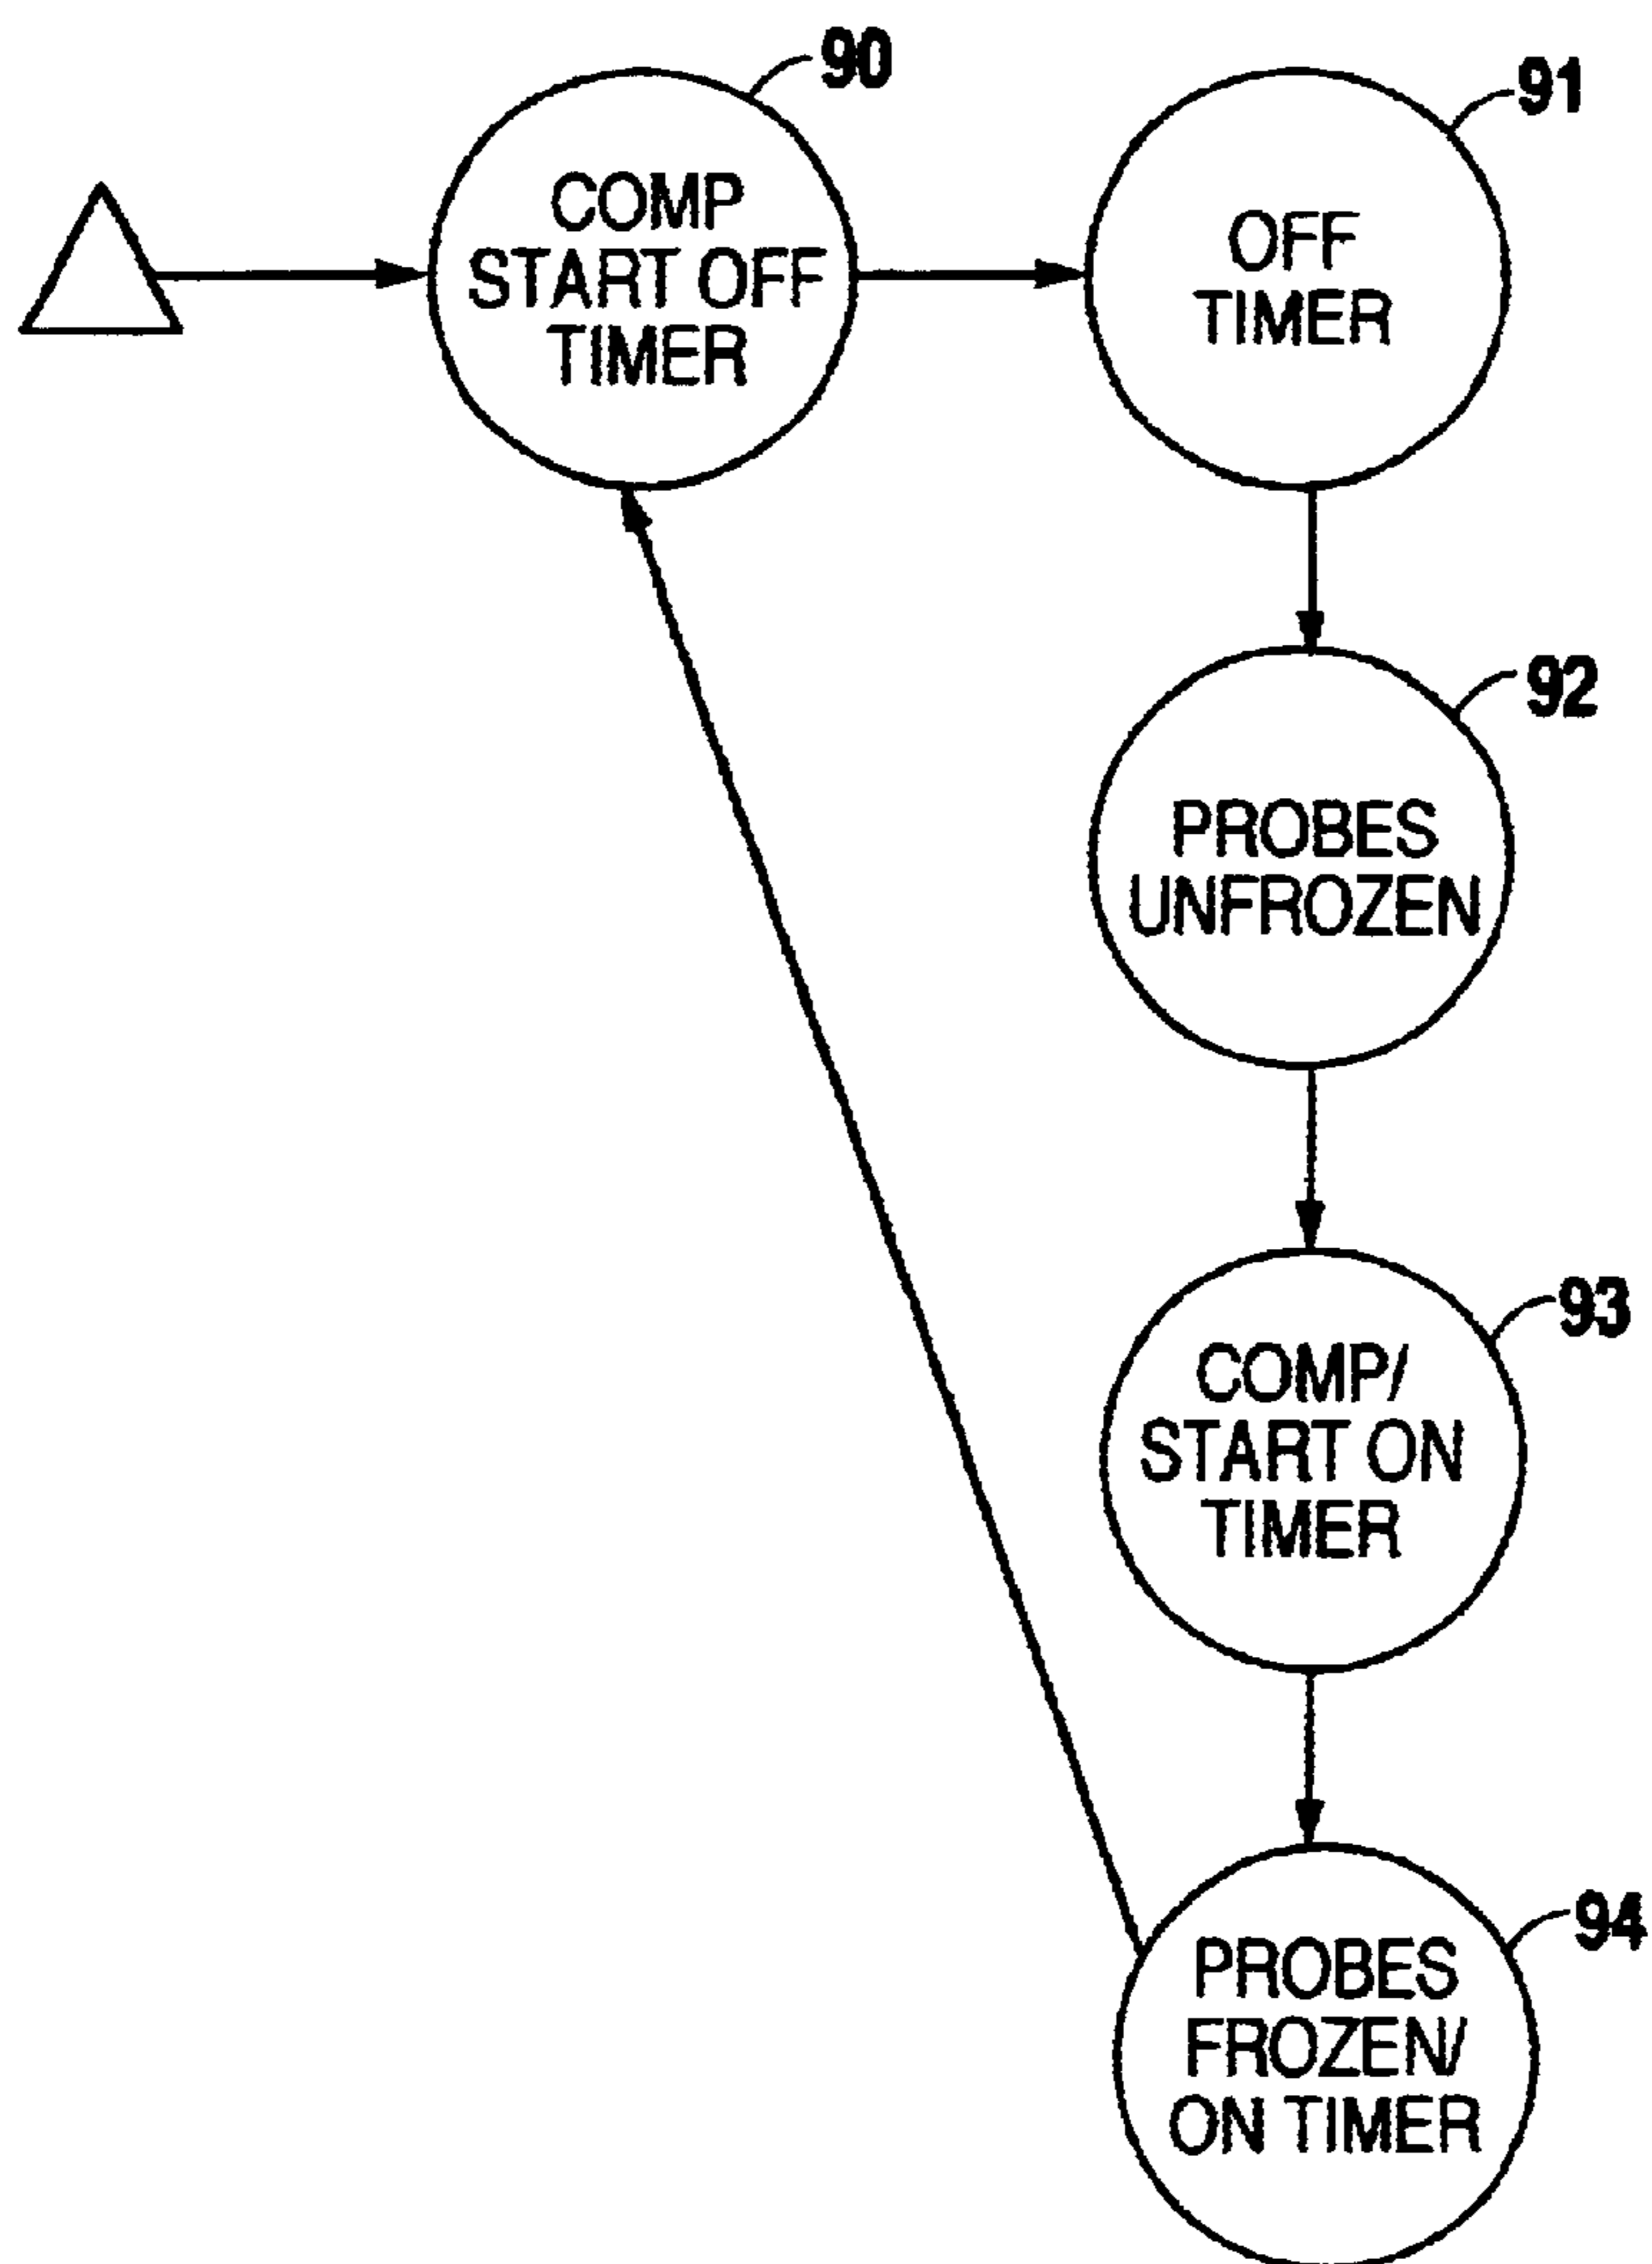 90
COMP
START OFF
TIMER
91
OFF
TIMER
92
PROBES
UNFROZEN
93
COMP/
START ON
TIMER
94
PROBES
FROZEN/
ON TIMER